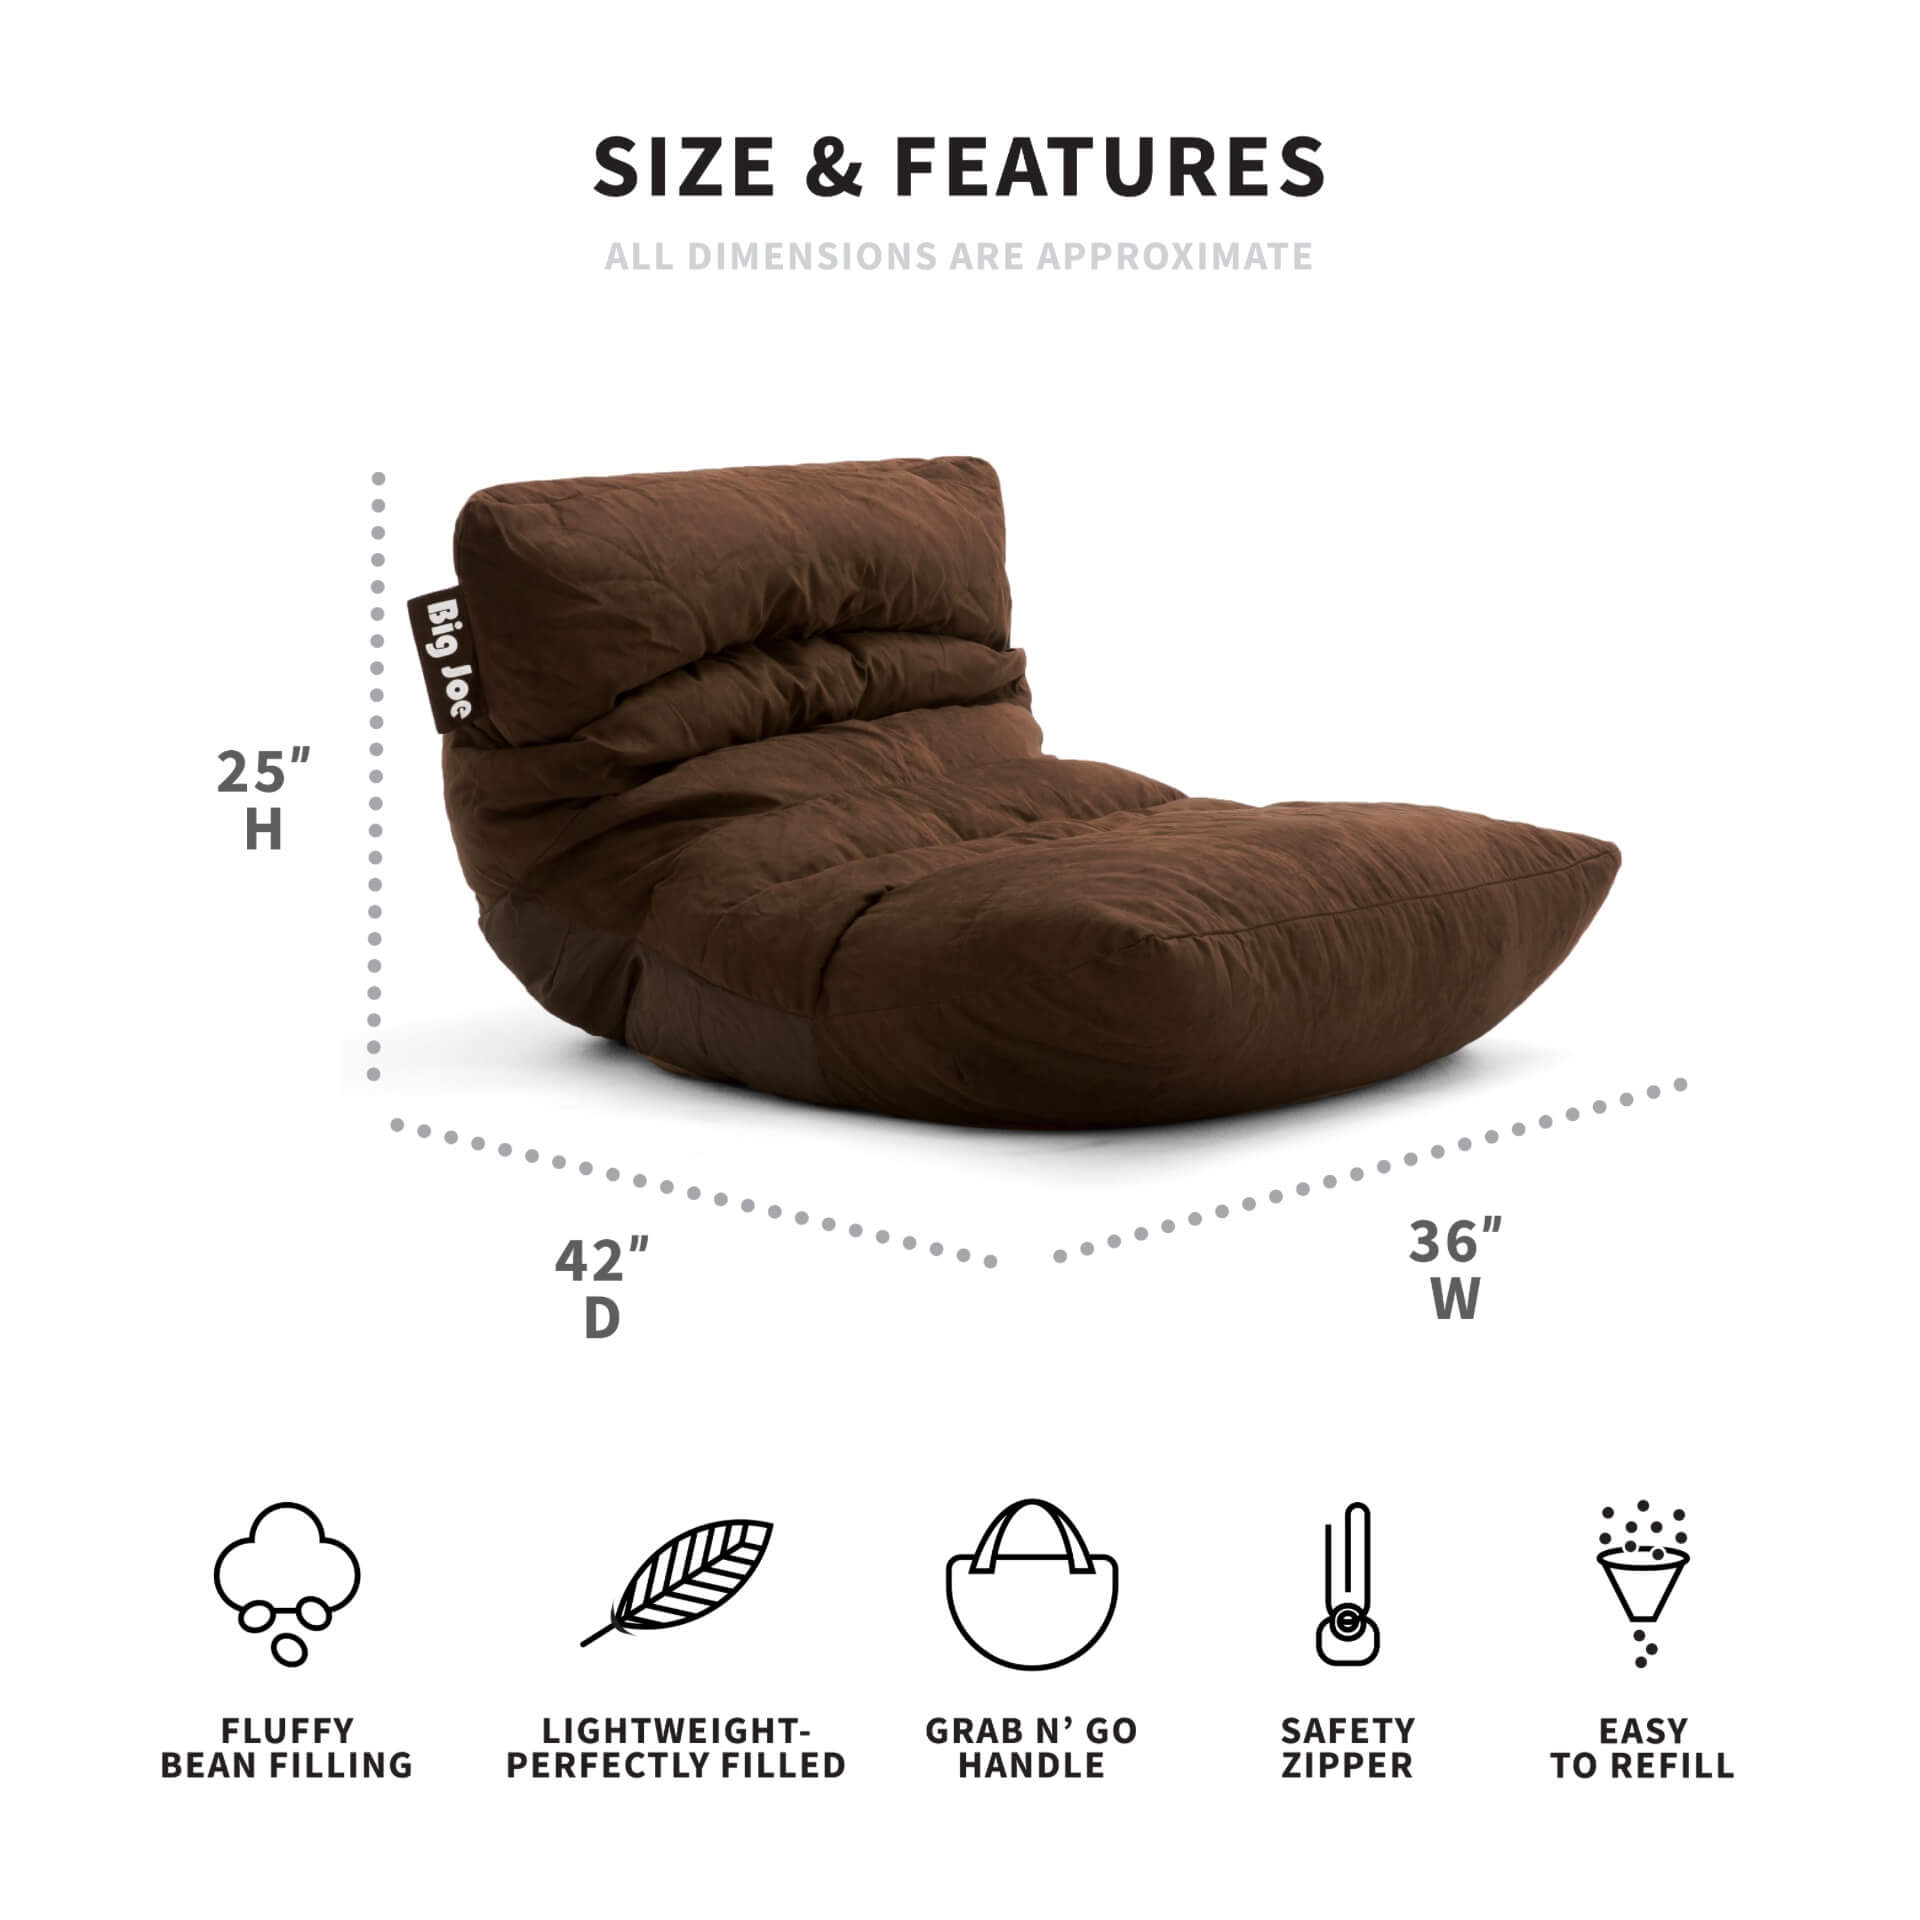 SIZE & FEATURES
ALL DIMENSIONS ARE APPROXIMATE
Big Joe
25"
H
42"
D
36"
W
FLUFFY
BEAN FILLING
LIGHTWEIGHT-
PERFECTLY FILLED
GRAB N’ GO
HANDLE
SAFETY
ZIPPER
EASY
TO REFILL